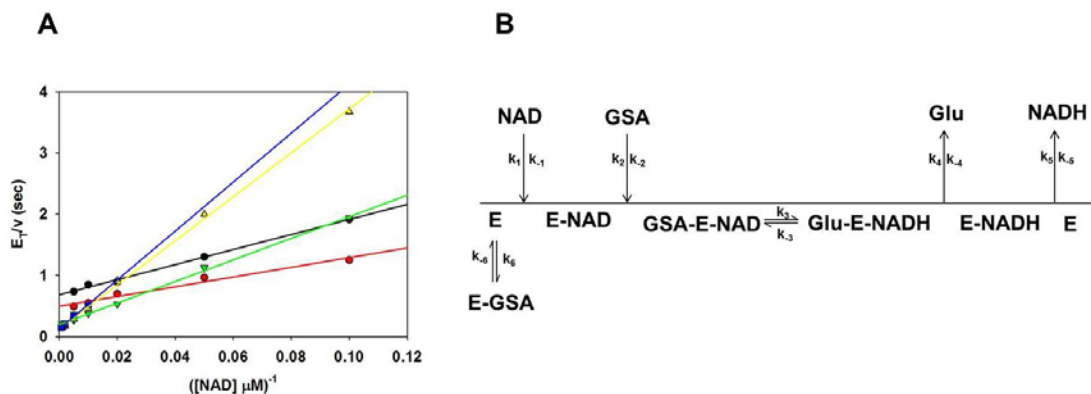 A
B
4
3
2
1
0
E_T/v (sec)
0.00 0.02 0.04 0.06 0.08 0.10 0.12
([NAD] μM)⁻¹
NAD GSA Glu NADH
k₁ k₋₁ k₂ k₋₂ k₄ k₋₄ k₅ k₋₅
E E-NAD GSA-E-NAD k₃ k₋₃ Glu-E-NADH E-NADH E
k₋₆ k₆
E-GSA